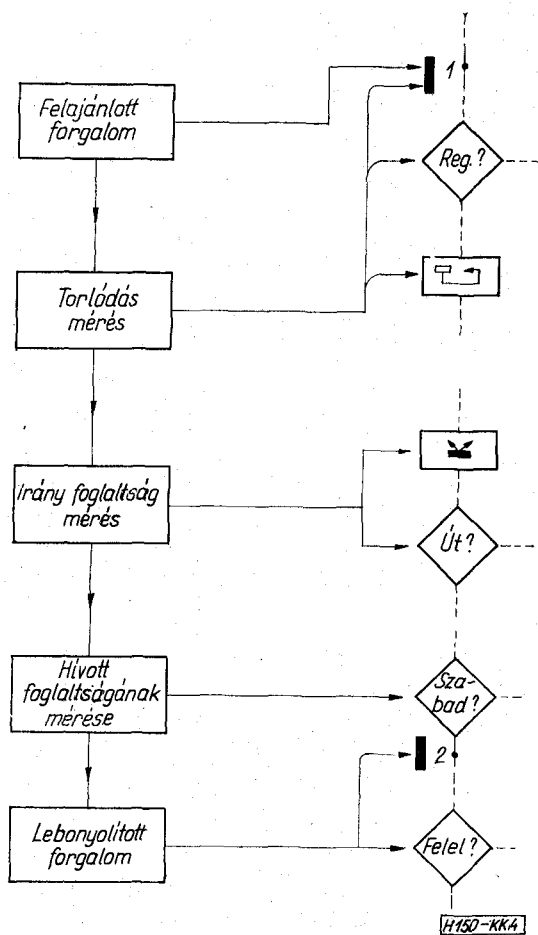 Felajánlott
forgalom
1
Reg.?
Torlódás
mérés
Irány foglaltság
mérés
Út?
Hívott
foglaltságának
mérése
Sza-
bad?
2
Lebonyolított
forgalom
Felel?
H150-KK4